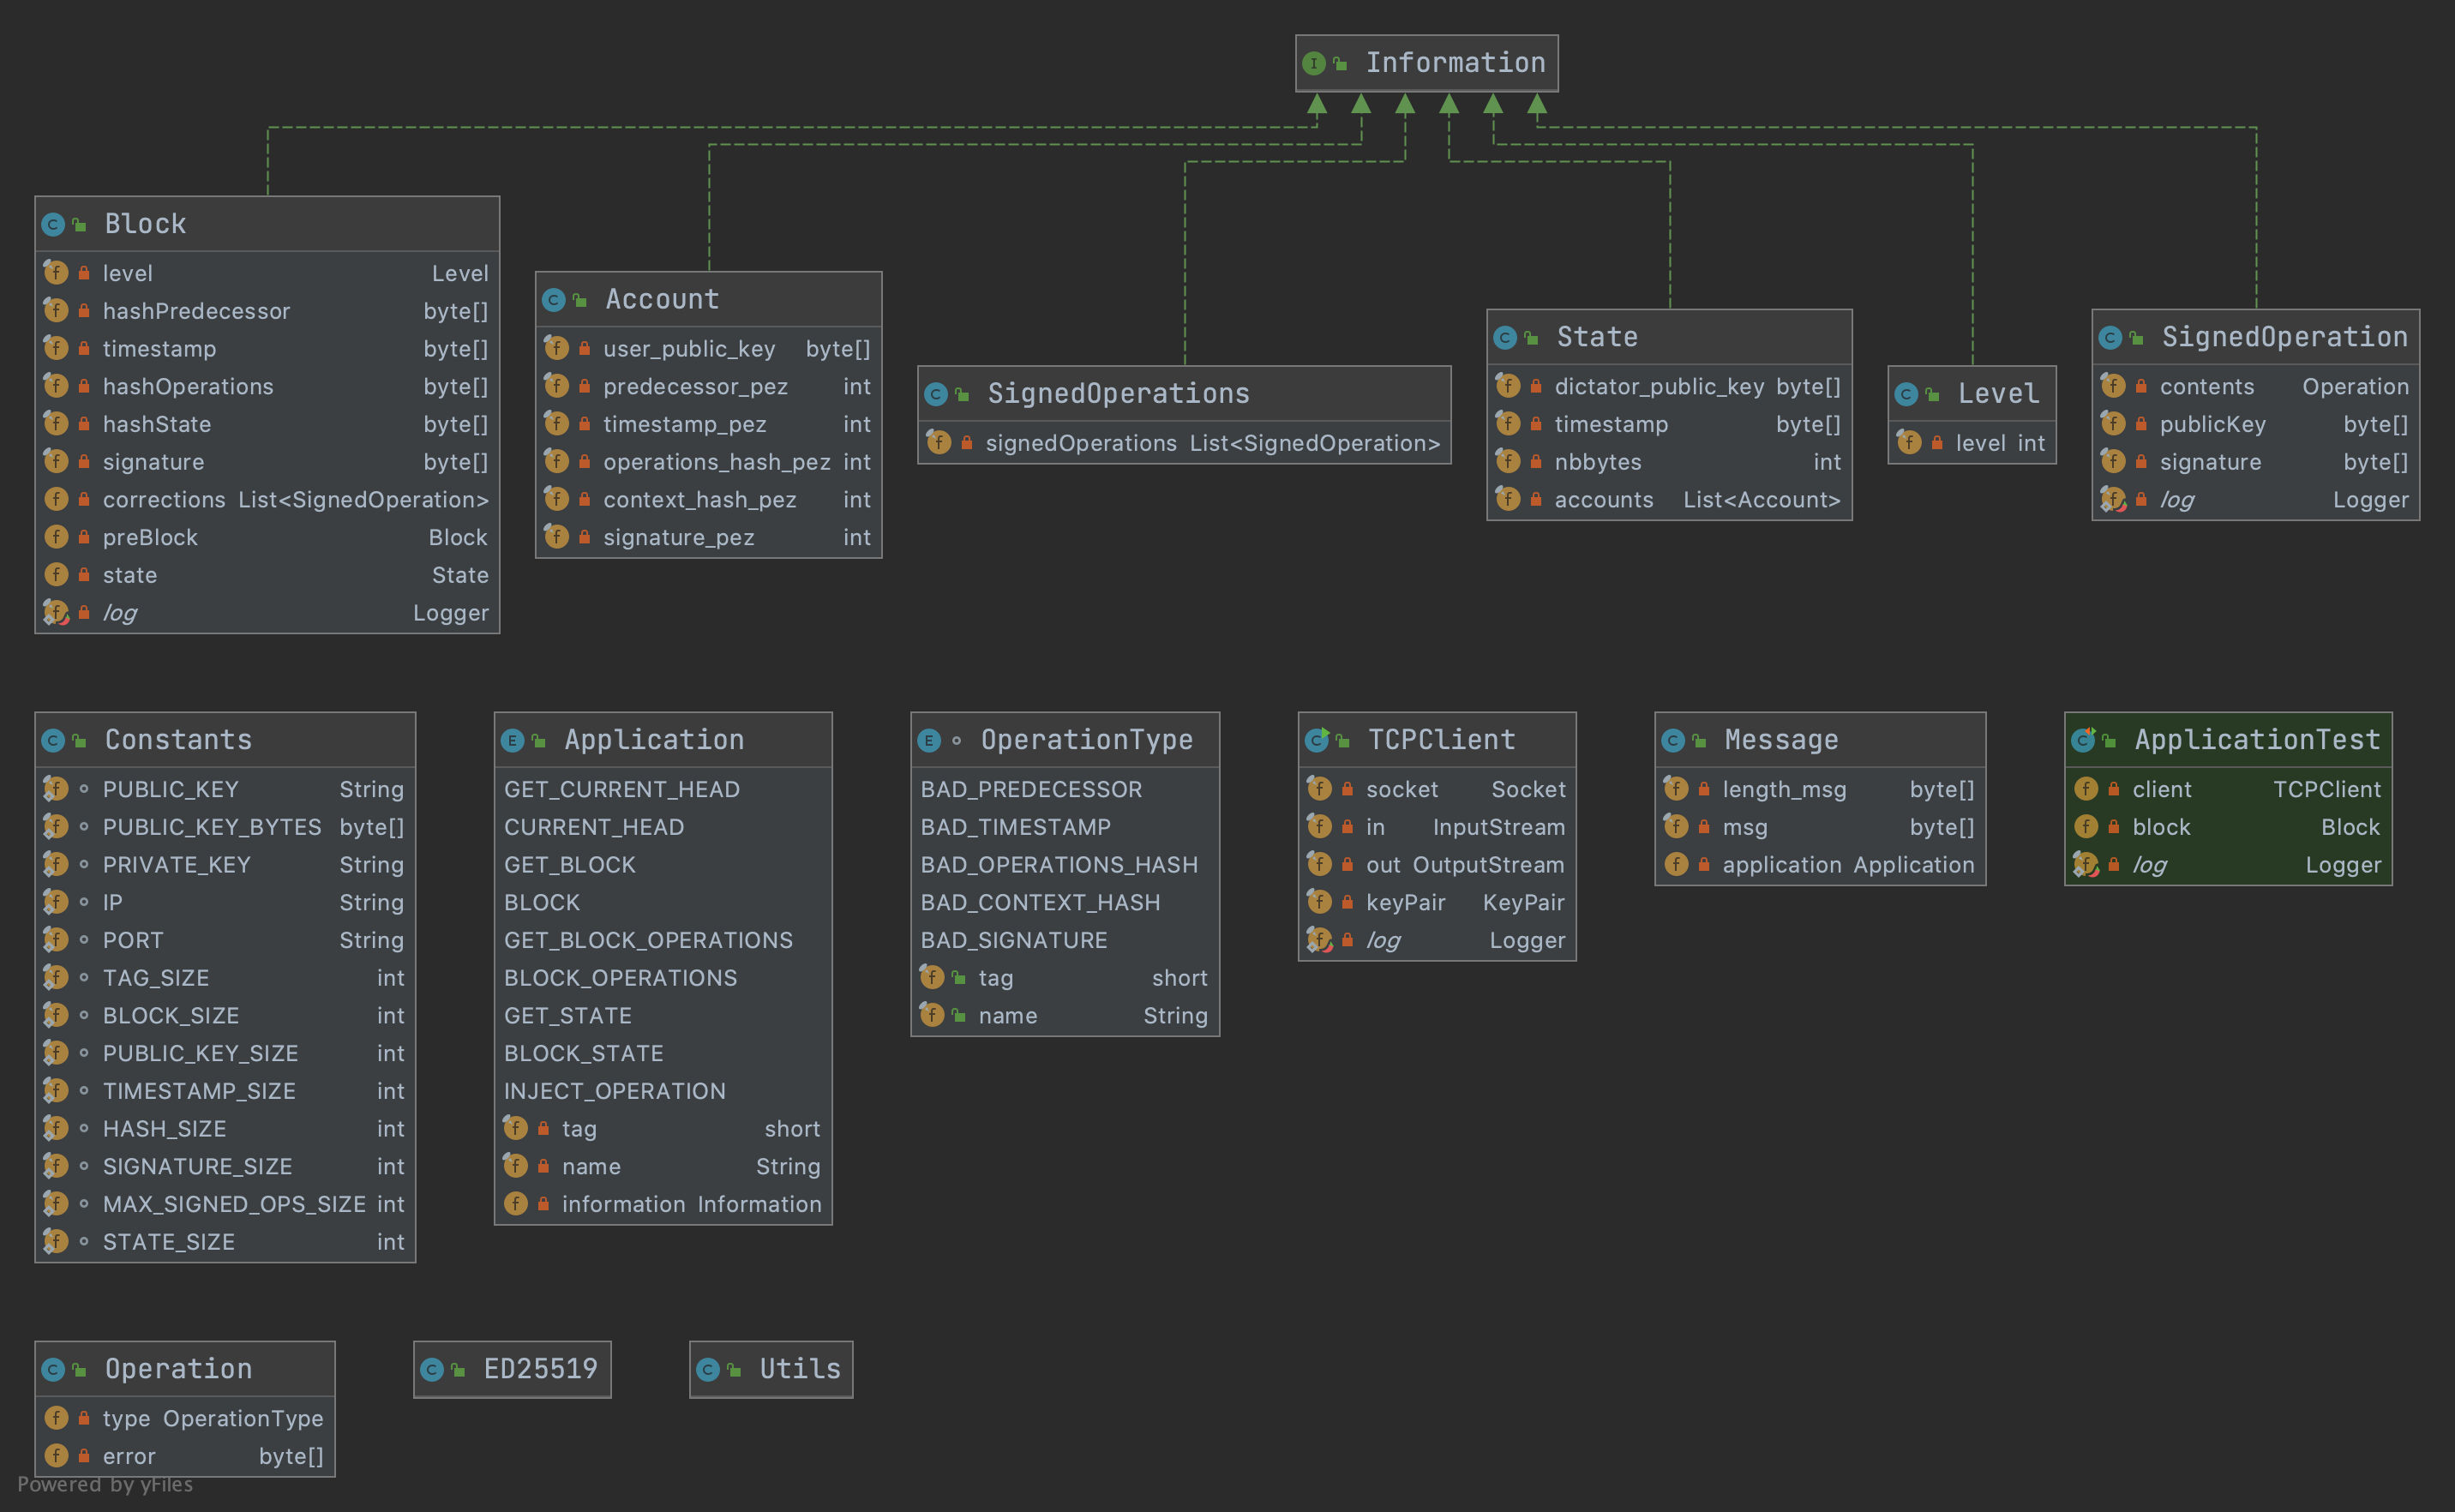 Information
Block
level Level
hashPredecessor byte[]
timestamp byte[]
hashOperations byte[]
hashState byte[]
signature byte[]
corrections List<SignedOperation>
preBlock Block
state State
log Logger
Account
user_public_key byte[]
predecessor_pez int
timestamp_pez int
operations_hash_pez int
context_hash_pez int
signature_pez int
SignedOperations
signedOperations List<SignedOperation>
State
dictator_public_key byte[]
timestamp byte[]
nbbytes int
accounts List<Account>
Level
level int
SignedOperation
contents Operation
publicKey byte[]
signature byte[]
log Logger
Constants
PUBLIC_KEY String
PUBLIC_KEY_BYTES byte[]
PRIVATE_KEY String
IP String
PORT String
TAG_SIZE int
BLOCK_SIZE int
PUBLIC_KEY_SIZE int
TIMESTAMP_SIZE int
HASH_SIZE int
SIGNATURE_SIZE int
MAX_SIGNED_OPS_SIZE int
STATE_SIZE int
Application
GET_CURRENT_HEAD
CURRENT_HEAD
GET_BLOCK
BLOCK
GET_BLOCK_OPERATIONS
BLOCK_OPERATIONS
GET_STATE
BLOCK_STATE
INJECT_OPERATION
tag short
name String
information Information
OperationType
BAD_PREDECESSOR
BAD_TIMESTAMP
BAD_OPERATIONS_HASH
BAD_CONTEXT_HASH
BAD_SIGNATURE
tag short
name String
TCPClient
socket Socket
in InputStream
out OutputStream
keyPair KeyPair
log Logger
Message
length_msg byte[]
msg byte[]
application Application
ApplicationTest
client TCPClient
block Block
log Logger
Operation
type OperationType
error byte[]
ED25519
Utils
Powered by yFiles